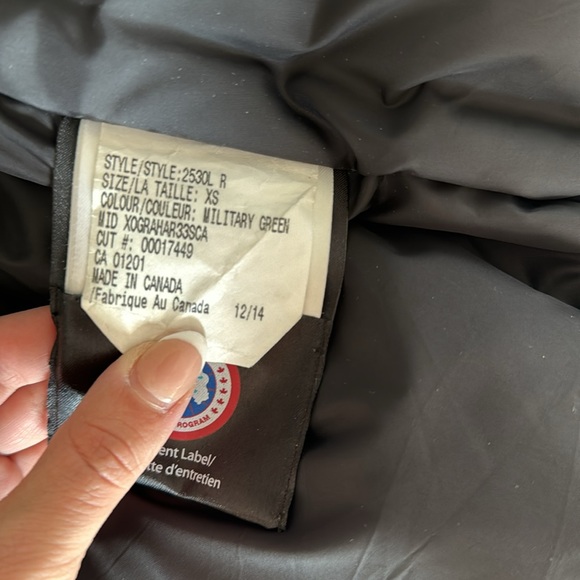 STYLE/STYLE:2530L R
SIZE/LA TAILLE: XS
COLOUR/COULEUR: MILITARY GREEN
MID XOGRAHAR33SCA
CUT #: 00017449
CA 01201
MADE IN CANADA
/Fabrique Au Canada 12/14
ROGRAM
ent Label/
tte d'entretien